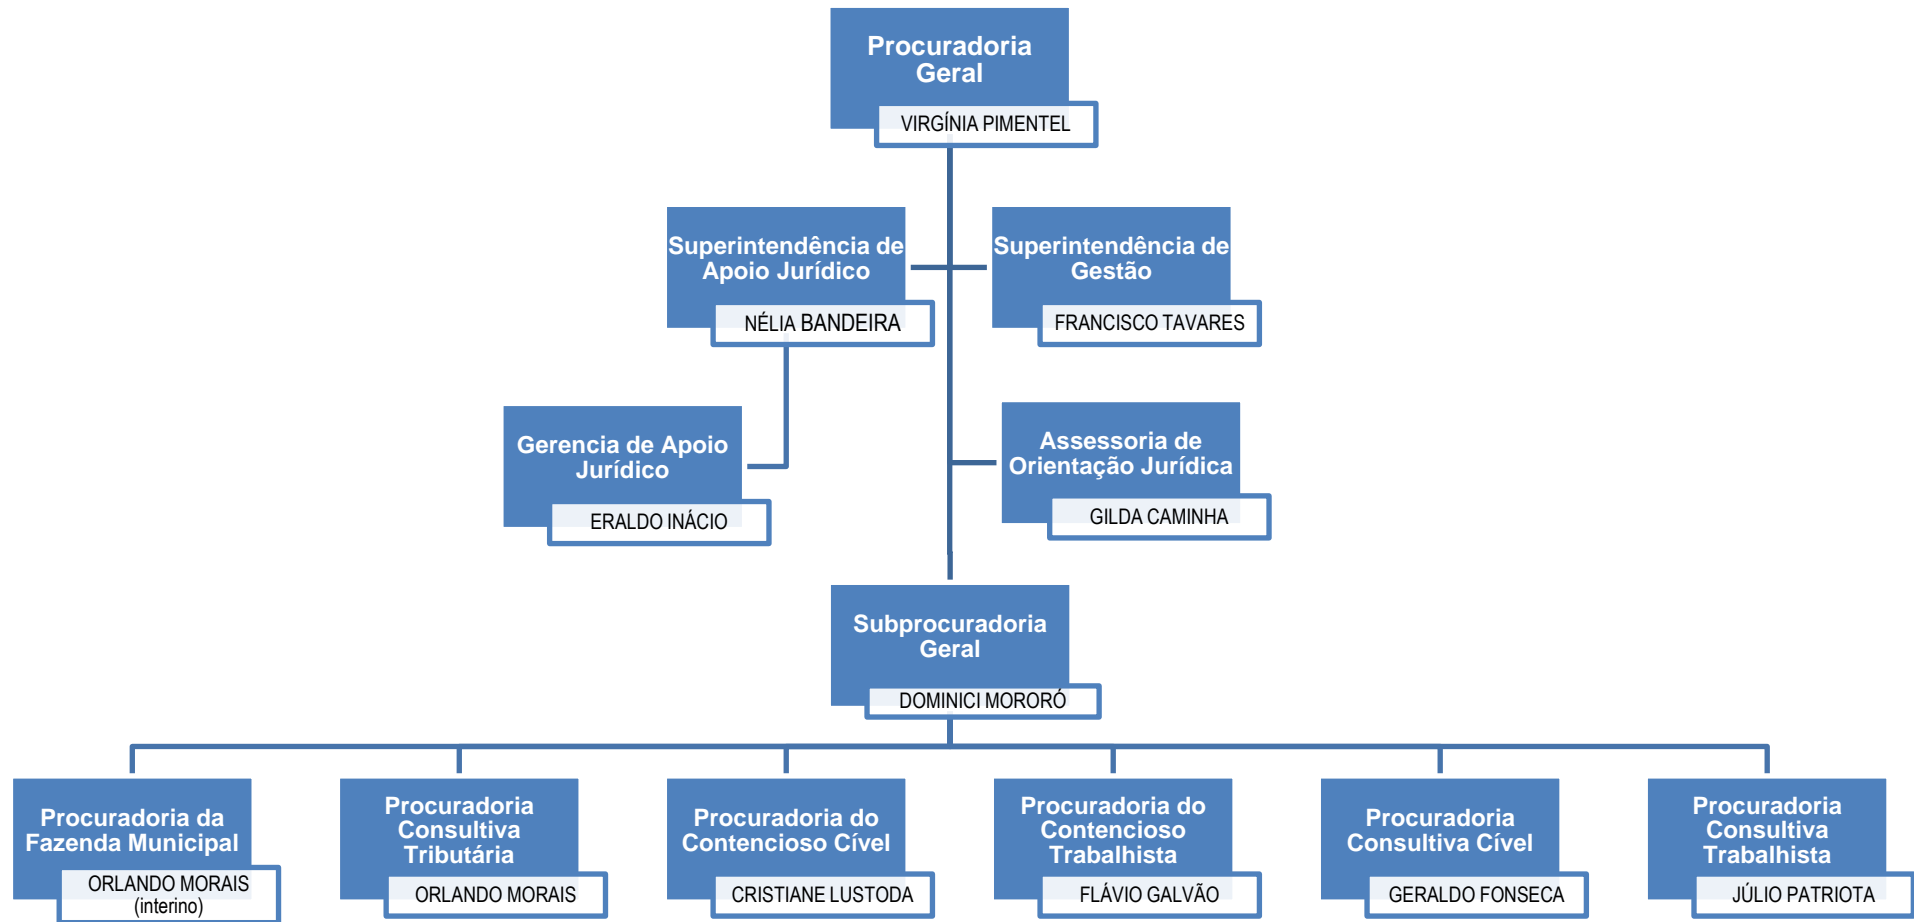 Procuradoria
Geral
VIRGÍNIA PIMENTEL
Superintendência de
Apoio Jurídico
NÉLIA BANDEIRA
Superintendência de
Gestão
FRANCISCO TAVARES
Gerencia de Apoio
Jurídico
ERALDO INÁCIO
Assessoria de
Orientação Jurídica
GILDA CAMINHA
Subprocuradoria
Geral
DOMINICI MORORÓ
Procuradoria da
Fazenda Municipal
ORLANDO MORAIS
(interino)
Procuradoria
Consultiva
Tributária
ORLANDO MORAIS
Procuradoria do
Contencioso Cível
CRISTIANE LUSTODA
Procuradoria do
Contencioso
Trabalhista
FLÁVIO GALVÃO
Procuradoria
Consultiva Cível
GERALDO FONSECA
Procuradoria
Consultiva
Trabalhista
JÚLIO PATRIOTA